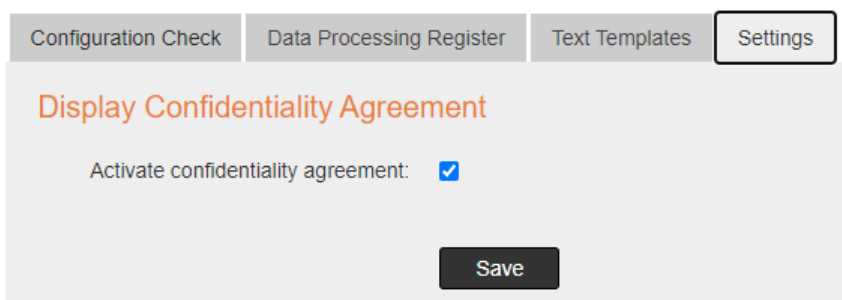 Configuration Check Data Processing Register Text Templates Settings
Display Confidentiality Agreement
Activate confidentiality agreement:
Save